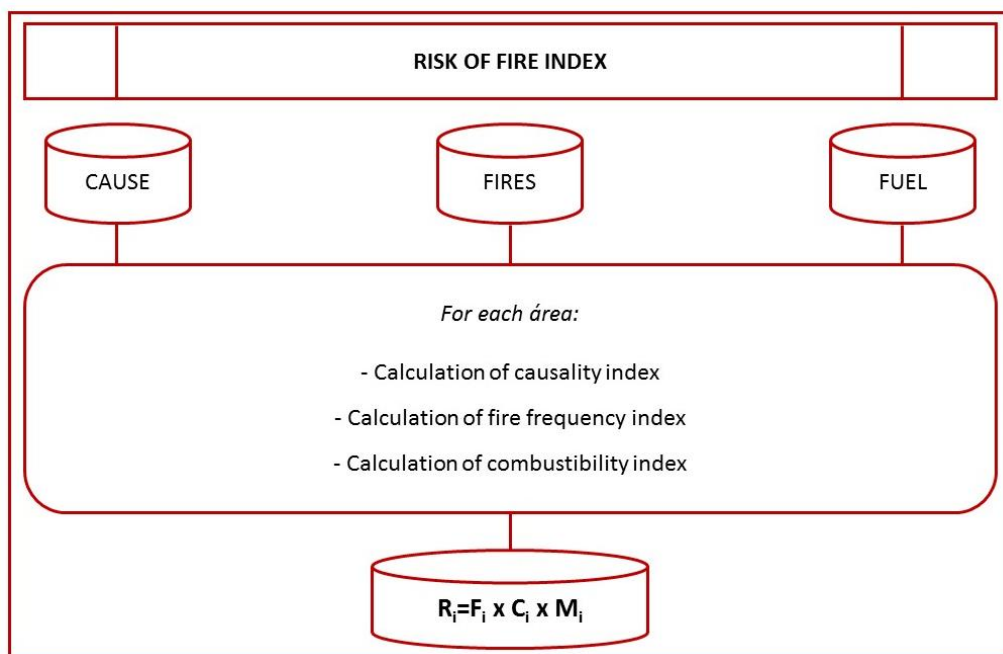 RISK OF FIRE INDEX
CAUSE
FIRES
FUEL
For each área:
- Calculation of causality index
- Calculation of fire frequency index
- Calculation of combustibility index
Rᵢ=Fᵢ x Cᵢ x Mᵢ